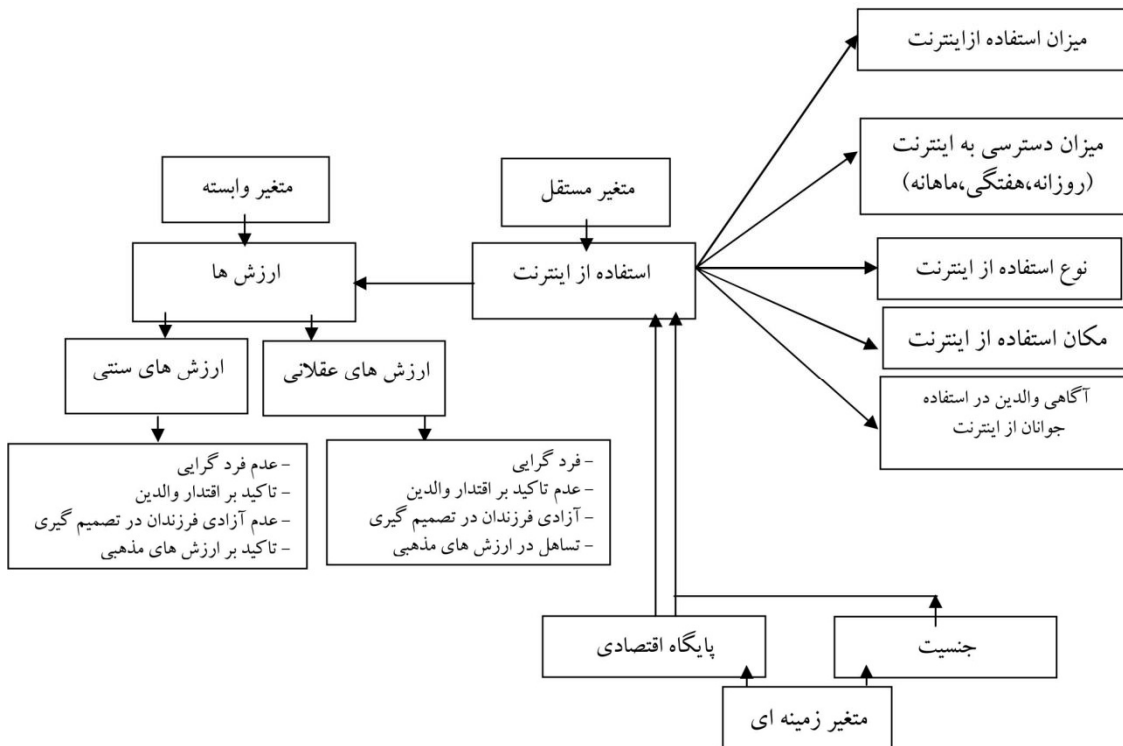 میزان استفاده ازاینترنت
میزان دسترسی به اینترنت
(روزانه،هفتگی،ماهانه)
متغیر مستقل
متغیر وابسته
نوع استفاده از اینترنت
استفاده از اینترنت
ارزش ها
مکان استفاده از اینترنت
ارزش های عقلانی
ارزش های سنتی
آگاهی والدین در استفاده
جوانان از اینترنت
- فرد گرایی
- عدم تاکید بر اقتدار والدین
- آزادی فرزندان در تصمیم گیری
- تساهل در ارزش های مذهبی
- عدم فرد گرایی
- تاکید بر اقتدار والدین
- عدم آزادی فرزندان در تصمیم گیری
- تاکید بر ارزش های مذهبی
جنسیت
پایگاه اقتصادی
متغیر زمینه ای